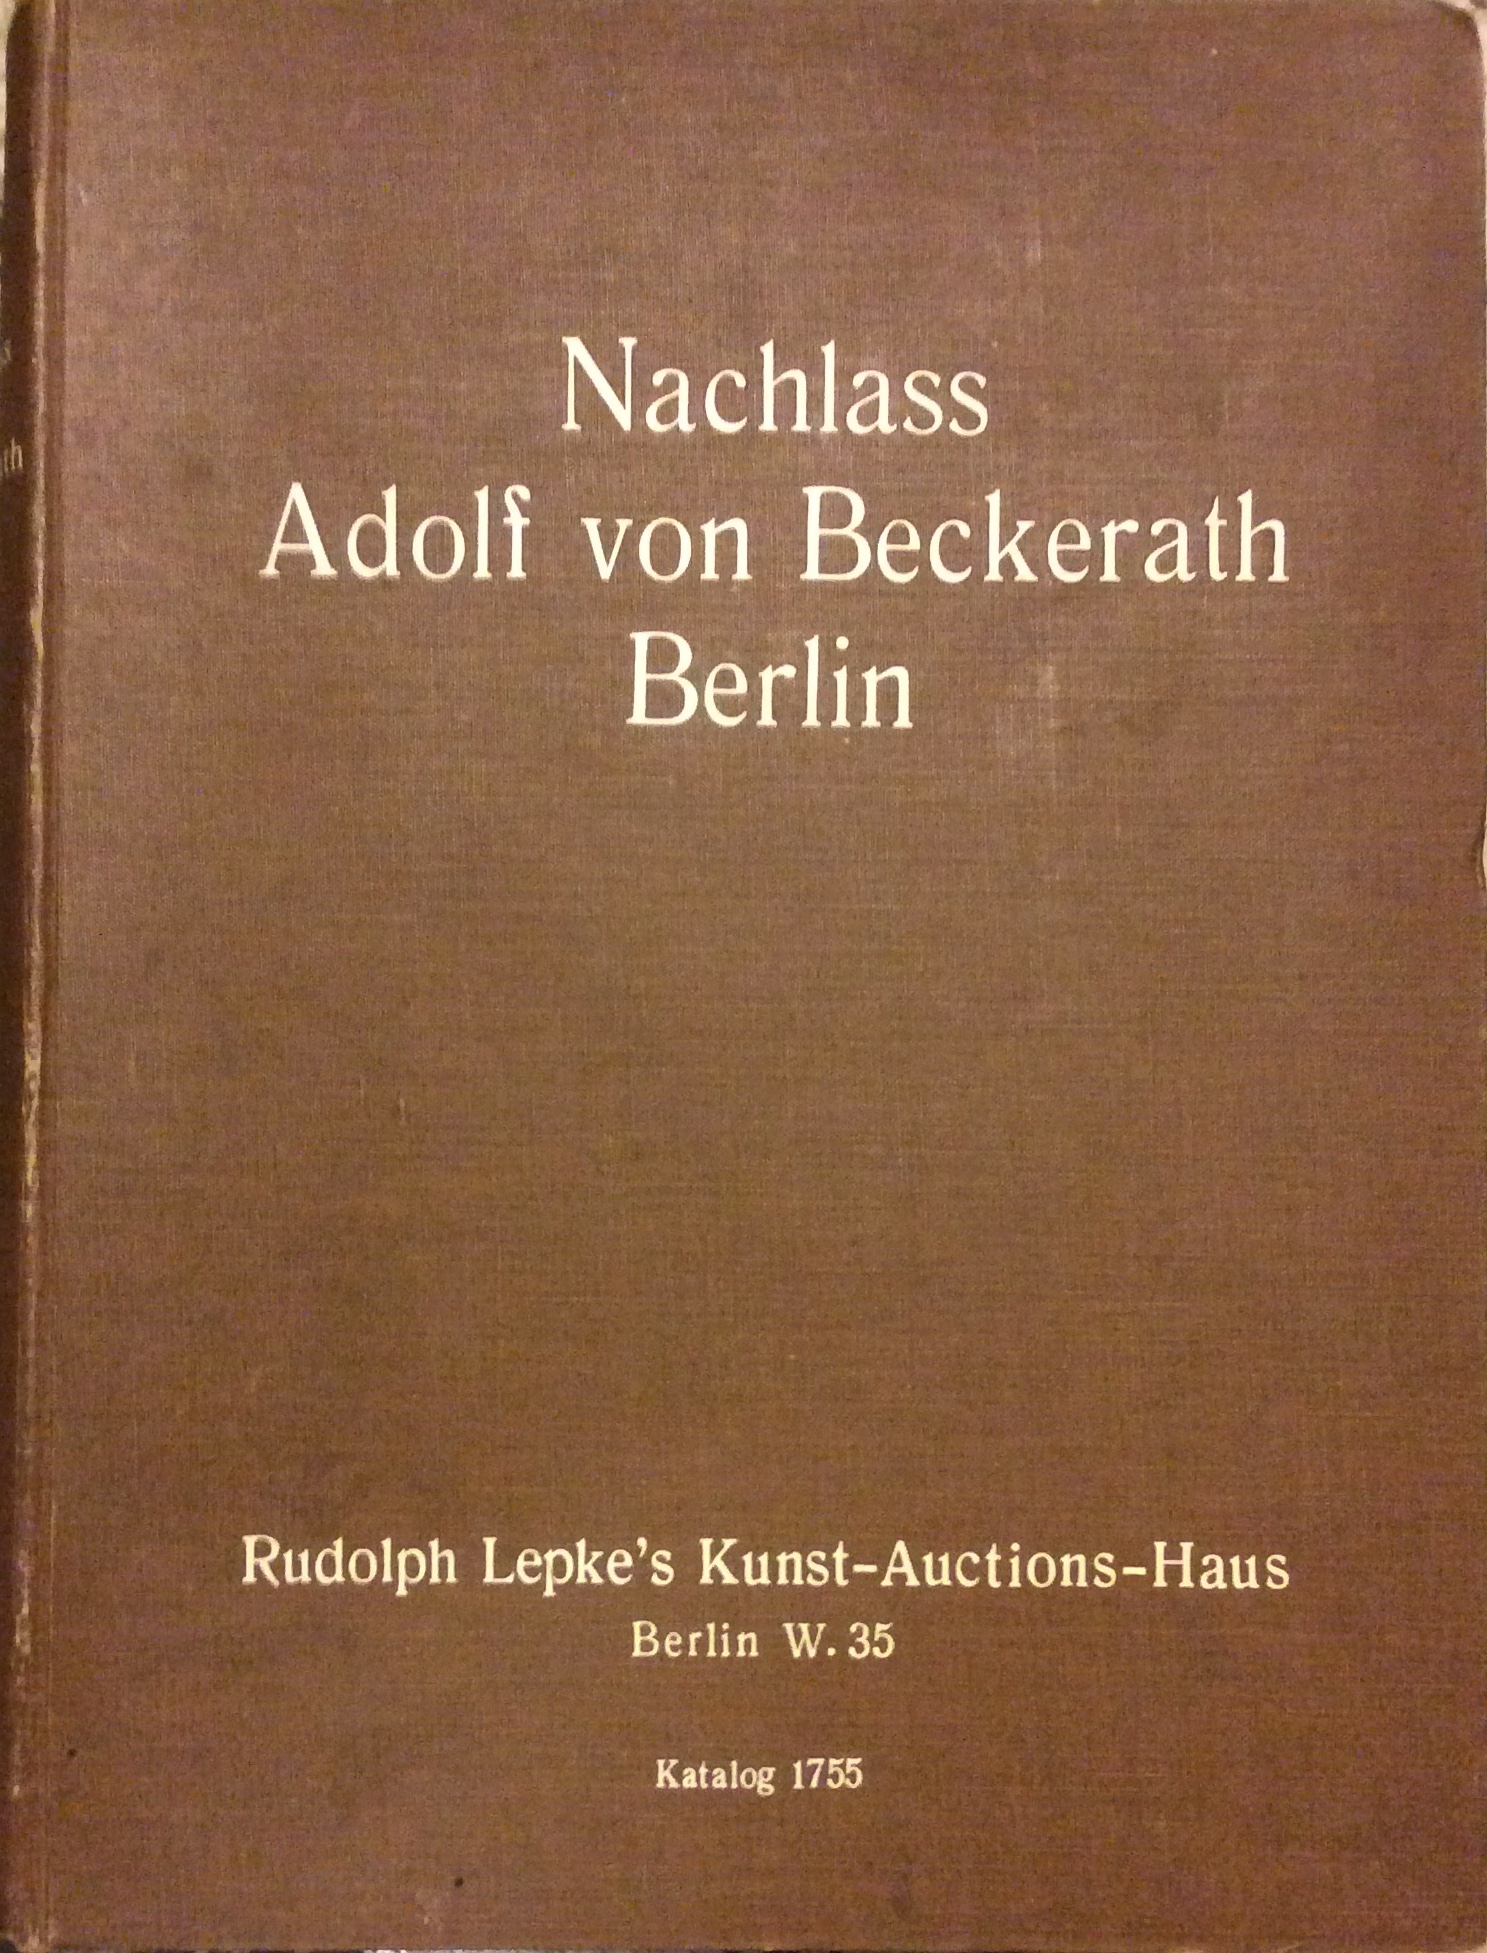 Nachlass
Adolf von Beckerath
Berlin
Rudolph Lepke's Kunst-Auctions-Haus
Berlin W. 35
Katalog 1755